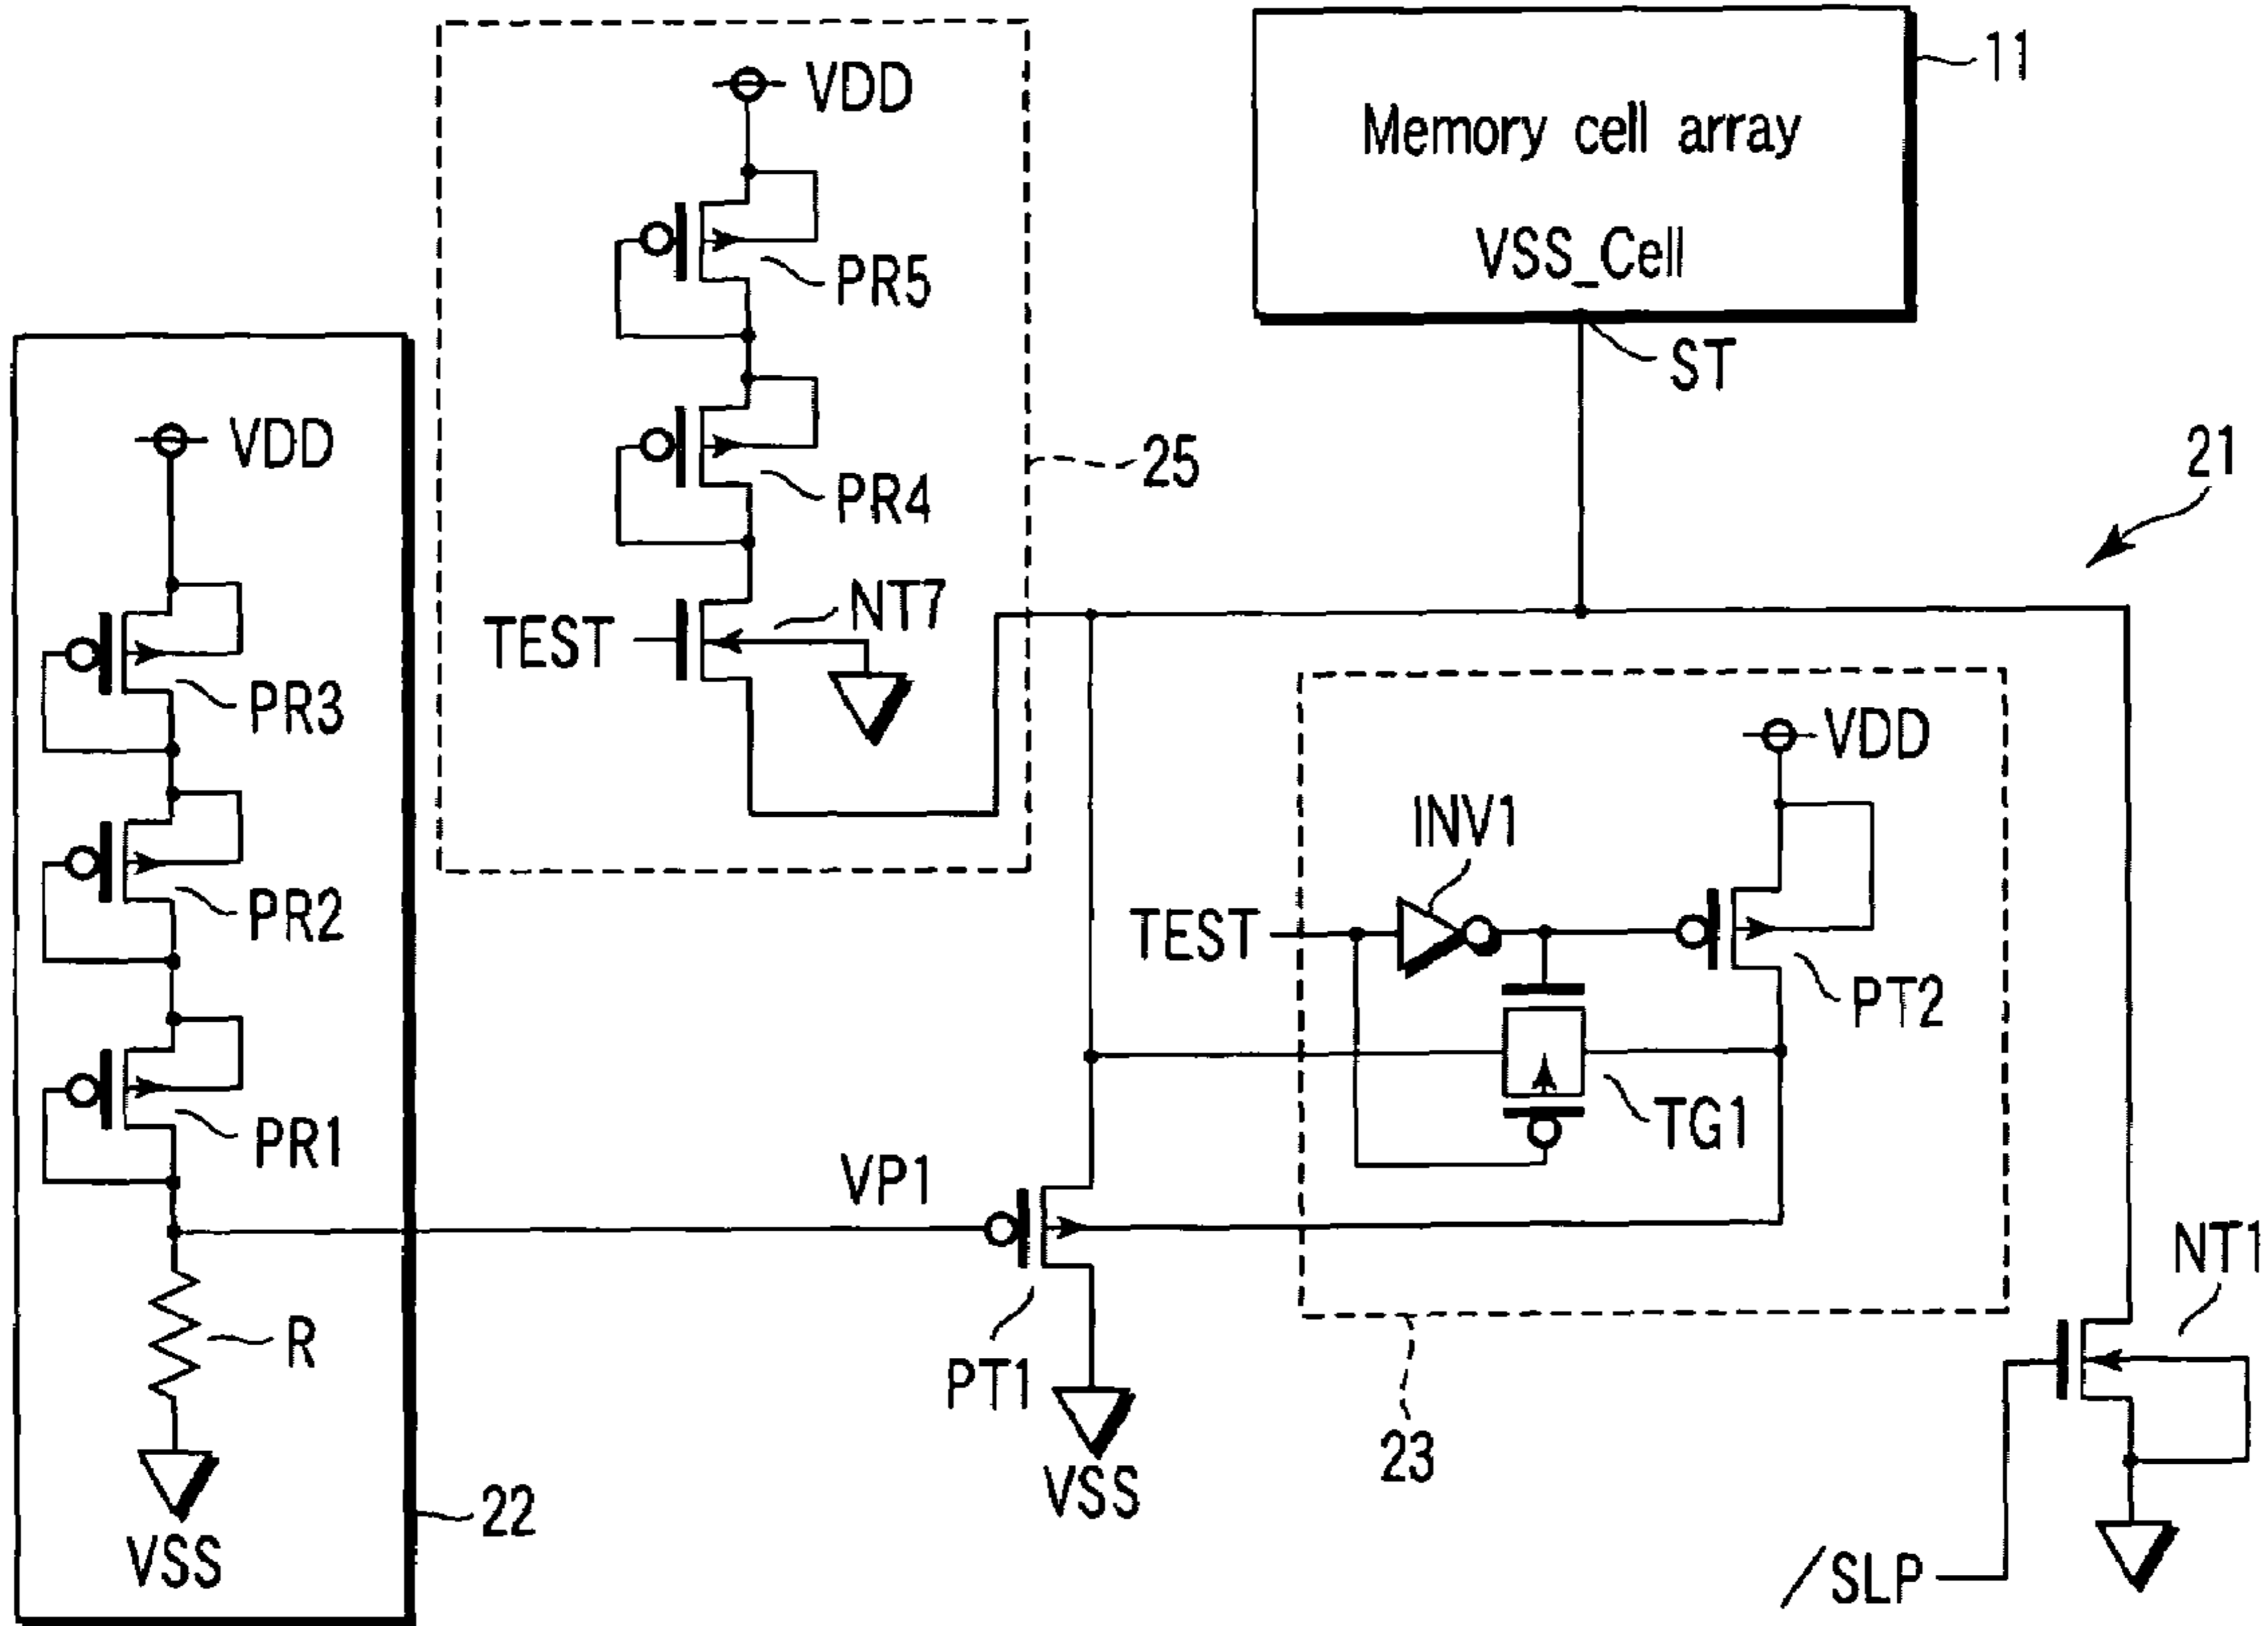 VDD
11
Memory cell array
VSS_Cell
PR5
ST
VDD
25
21
PR4
NT7
TEST
PR3
VDD
INV1
PR2
TEST
PT2
TG1
PR1
VP1
NT1
R
PT1
23
VSS
22
VSS
/SLP